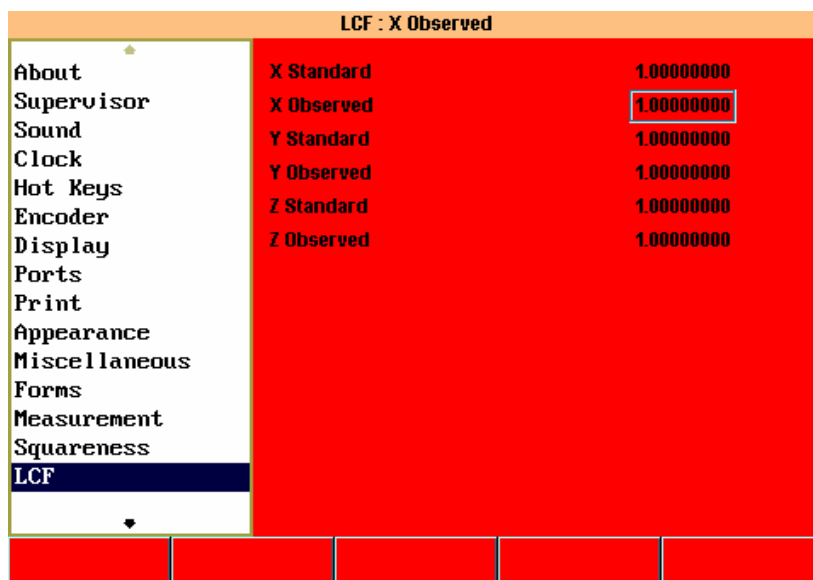 LCF : X Observed
About
Supervisor
Sound
Clock
Hot Keys
Encoder
Display
Ports
Print
Appearance
Miscellaneous
Forms
Measurement
Squareness
LCF
X Standard 1.00000000
X Observed 1.00000000
Y Standard 1.00000000
Y Observed 1.00000000
Z Standard 1.00000000
Z Observed 1.00000000